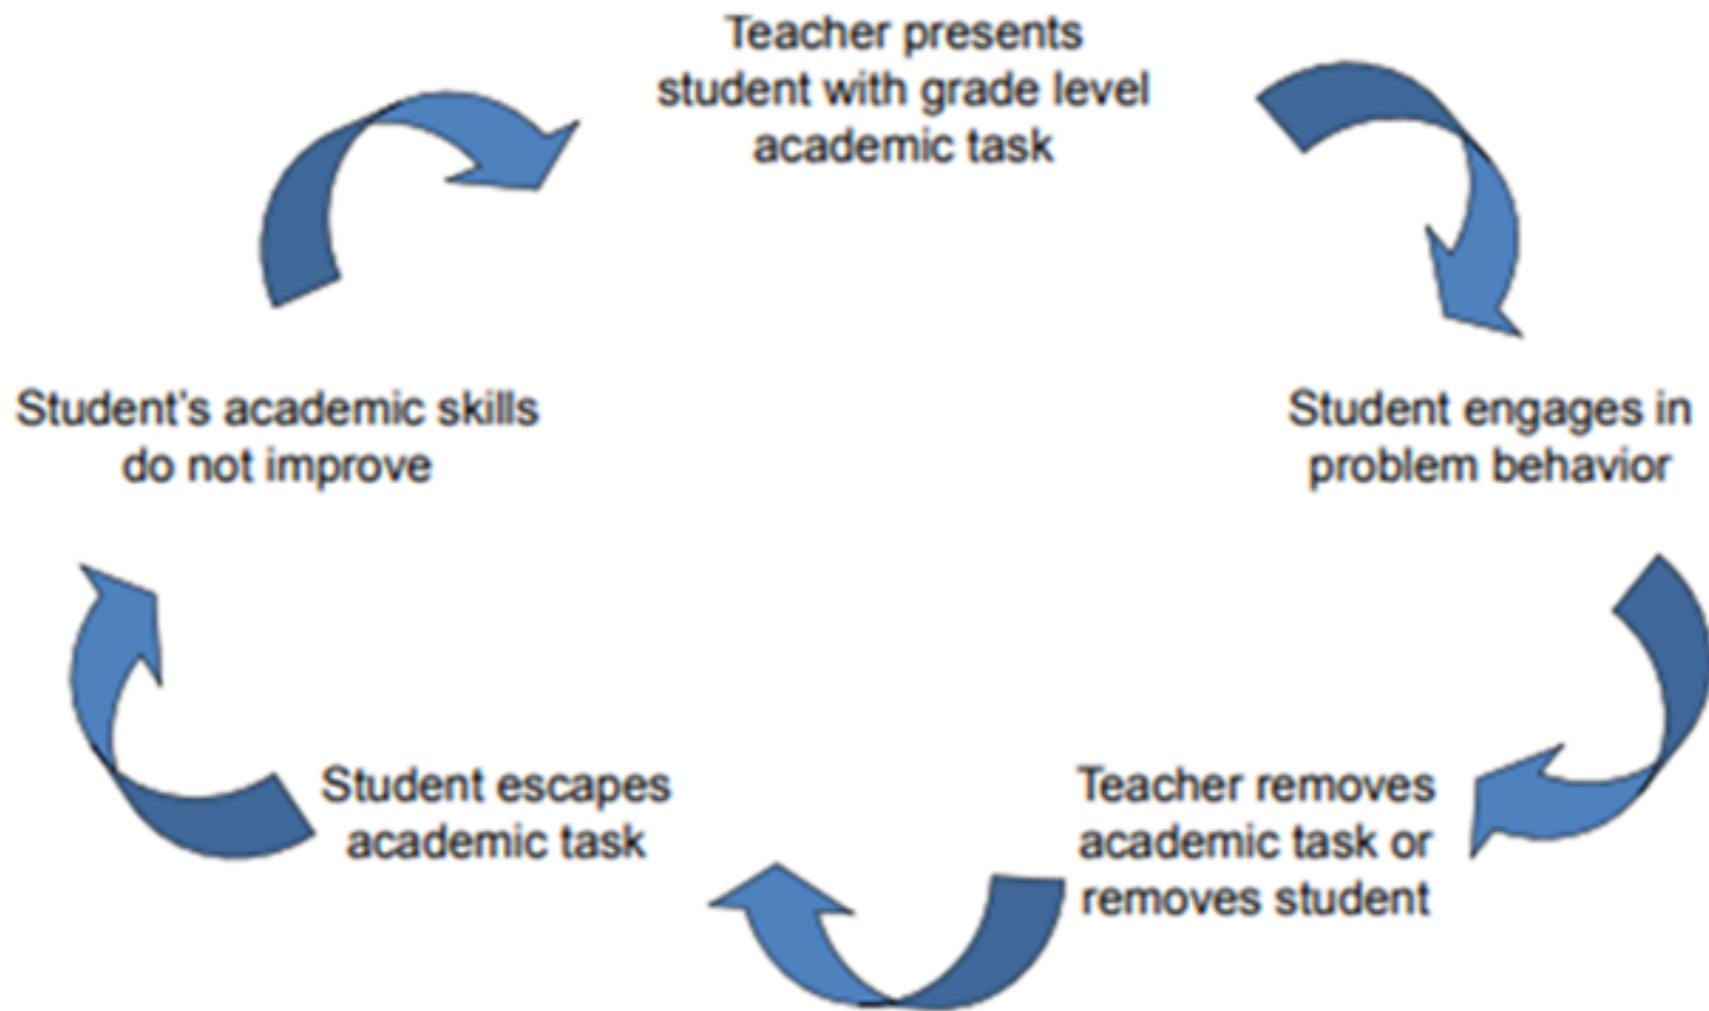 Teacher presents
student with grade level
academic task
Student engages in
problem behavior
Teacher removes
academic task or
removes student
Student escapes
academic task
Student's academic skills
do not improve